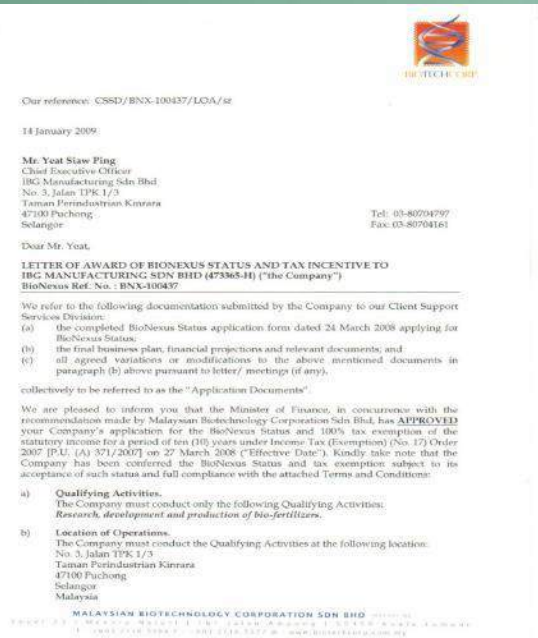 BIOTECHCORP
Our reference: CSSD/BNX-100437/LOA/sr
14 January 2009
Mr. Yeat Siaw Ping
Chief Executive Officer
IBG Manufacturing Sdn Bhd
No. 3, Jalan TPK 1/3
Taman Perindustrian Kinrara
47100 Puchong
Selangor
Tel: 03-80704797
Fax: 03-80704161
Dear Mr. Yeat,
LETTER OF AWARD OF BIONEXUS STATUS AND TAX INCENTIVE TO
IBG MANUFACTURING SDN BHD (473365-H) ("the Company")
BioNexus Ref. No. : BNX-100437
We refer to the following documentation submitted by the Company to our Client Support
Services Division:
(a) the completed BioNexus Status application form dated 24 March 2008 applying for
BioNexus Status;
(b) the final business plan, financial projections and relevant documents; and
(c) all agreed variations or modifications to the above mentioned documents in
paragraph (b) above pursuant to letter/ meetings (if any),
collectively to be referred to as the "Application Documents".
We are pleased to inform you that the Minister of Finance, in concurrence with the
recommendation made by Malaysian Biotechnology Corporation Sdn Bhd, has APPROVED
your Company's application for the BioNexus Status and 100% tax exemption of the
statutory income for a period of ten (10) years under Income Tax (Exemption) (No. 17) Order
2007 [P.U. (A) 371/2007] on 27 March 2008 ("Effective Date"). Kindly take note that the
Company has been conferred the BioNexus Status and tax exemption subject to its
acceptance of such status and full compliance with the attached Terms and Conditions:
a) Qualifying Activities.
The Company must conduct only the following Qualifying Activities:
Research, development and production of bio-fertilizers.
b) Location of Operations.
The Company must conduct the Qualifying Activities at the following location:
No. 3, Jalan TPK 1/3
Taman Perindustrian Kinrara
47100 Puchong
Selangor
Malaysia
MALAYSIAN BIOTECHNOLOGY CORPORATION SDN BHD